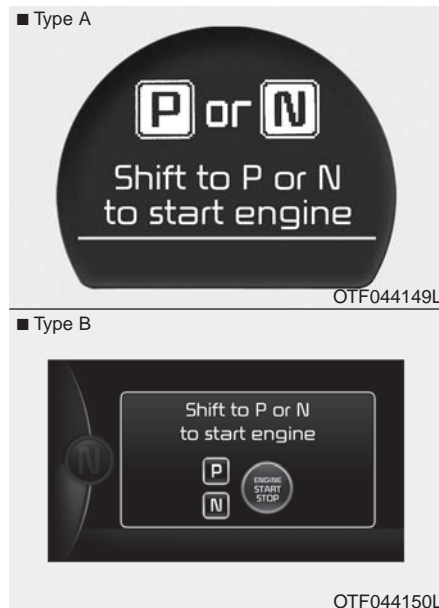 ■ Type A
P or N
Shift to P or N
to start engine
OTF044149L
■ Type B
Shift to P or N
to start engine
N
P
ENGINE
START
STOP
N
OTF044150L